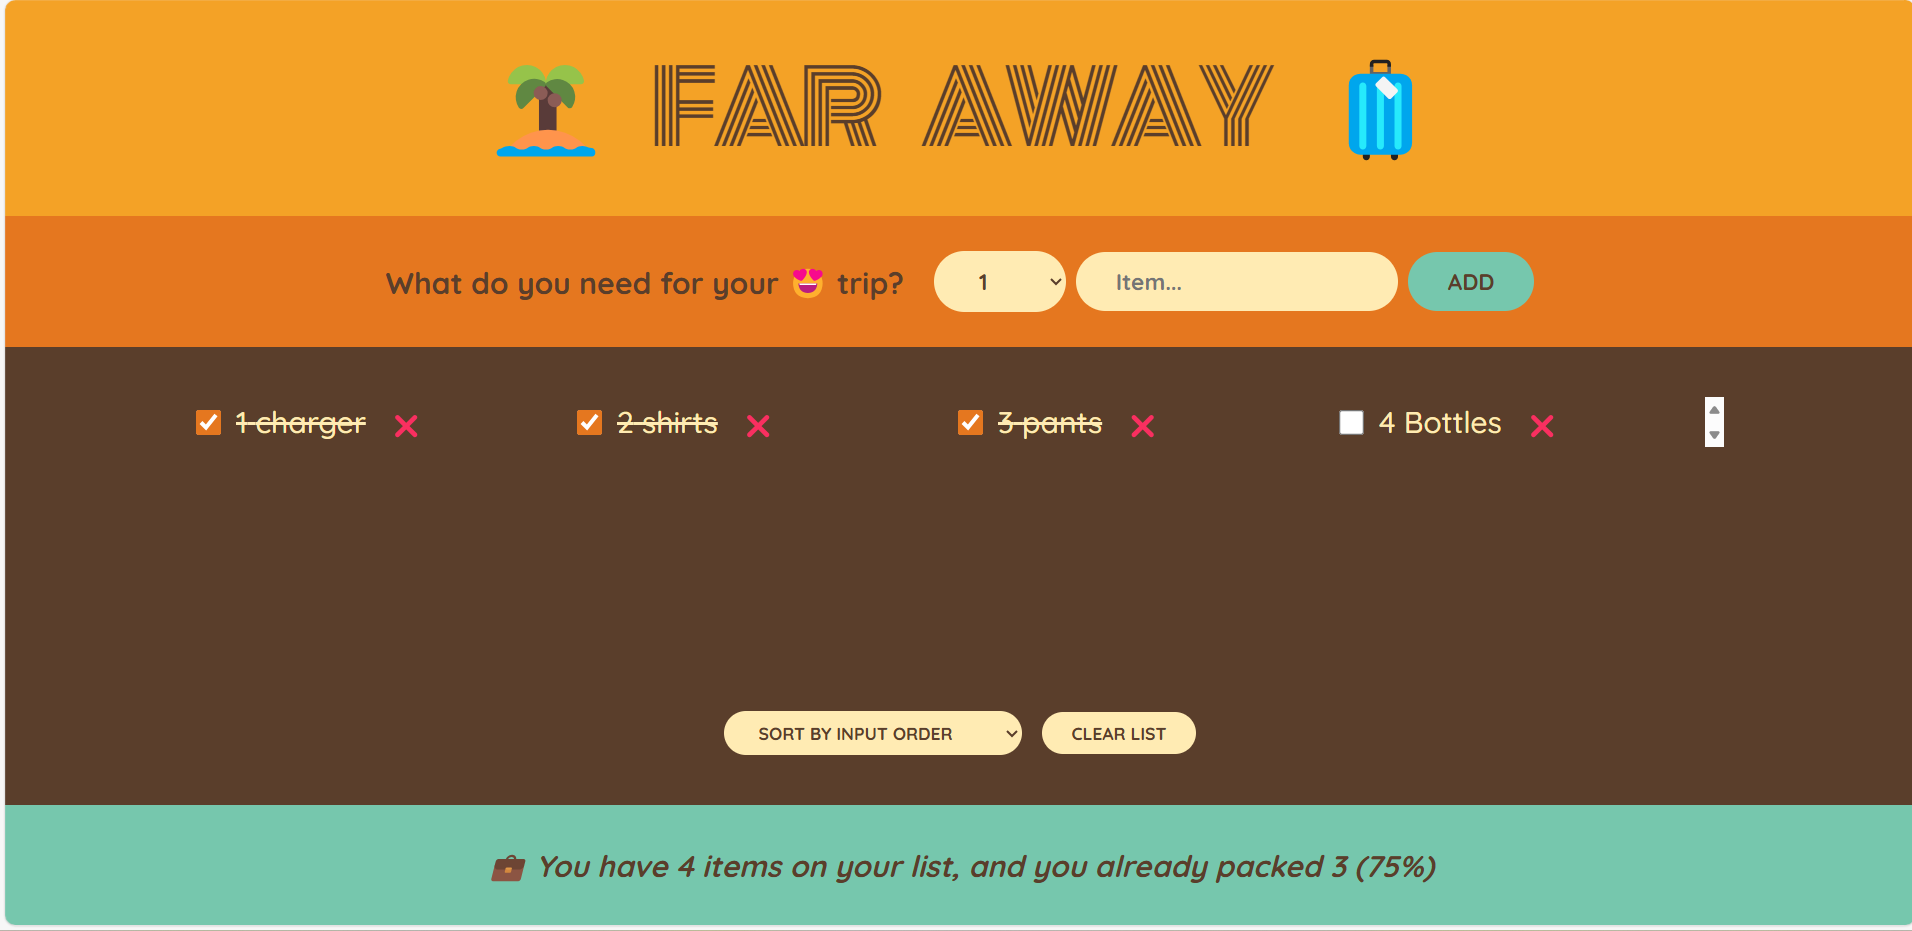 FAR AWAY
What do you need for your 😍 trip? 1 Item... ADD
1 charger ❌ 2 shirts ❌ 3 pants ❌ 4 Bottles ❌
SORT BY INPUT ORDER CLEAR LIST
💼 You have 4 items on your list, and you already packed 3 (75%)